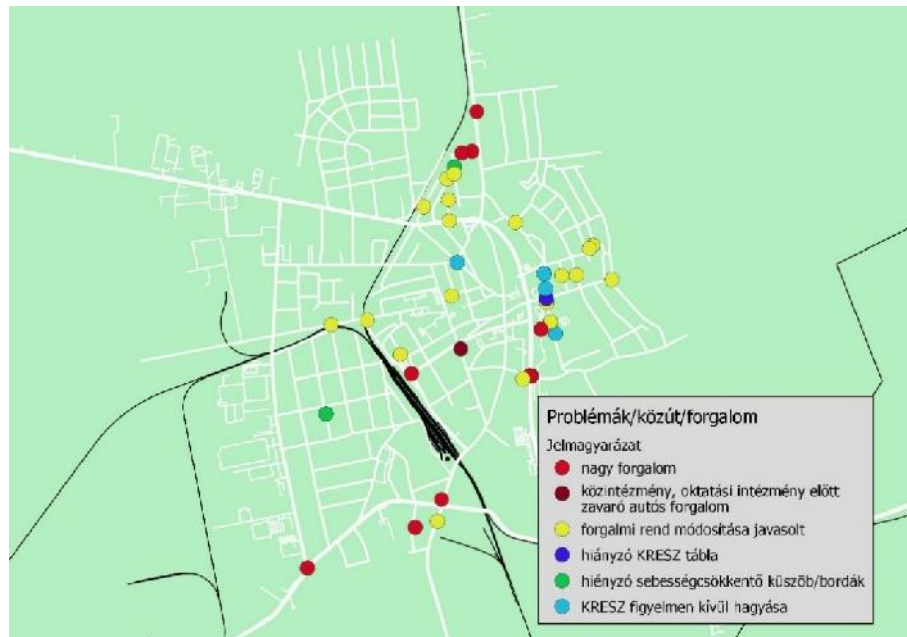 Problémák/közút/forgalom
Jelmagyarázat
nagy forgalom
közintézmény, oktatási intézmény előtt
zavaró autós forgalom
forgalmi rend módosítása javasolt
hiányzó KRESZ tábla
hiényzó sebességcsökkentő küszöb/bordák
KRESZ figyelmen kívül hagyása